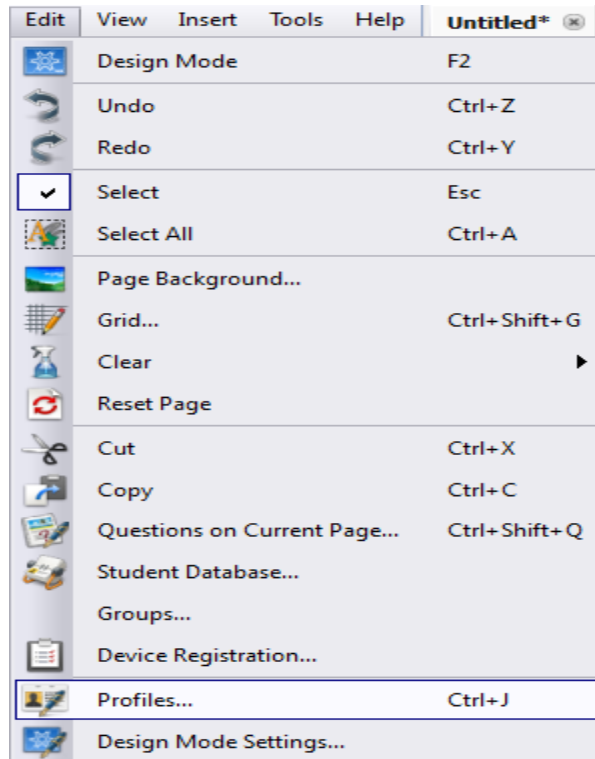 Edit View Insert Tools Help Untitled*
Design Mode F2
Undo Ctrl+Z
Redo Ctrl+Y
Select Esc
Select All Ctrl+A
Page Background...
Grid... Ctrl+Shift+G
Clear
Reset Page
Cut Ctrl+X
Copy Ctrl+C
Questions on Current Page... Ctrl+Shift+Q
Student Database...
Groups...
Device Registration...
Profiles... Ctrl+J
Design Mode Settings...